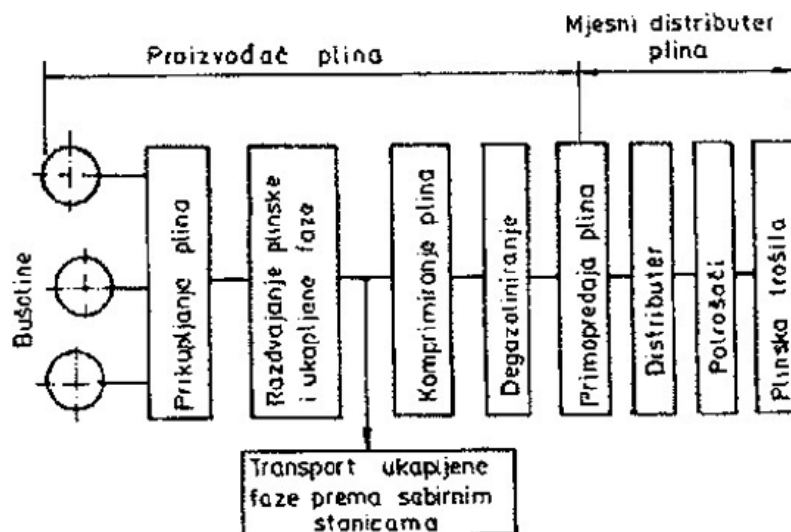 Proizvođač plina
Mjesni distributer
plina
Bušotine
Prikupljanje plina
Razdvajanje plinske
i ukapljene faze
Komprimiranje plina
Degazoliniranje
Primopredaja plina
Distributer
Potrošači
Plinska trošila
Transport ukapljene
faze prema sabirnim
stanicama